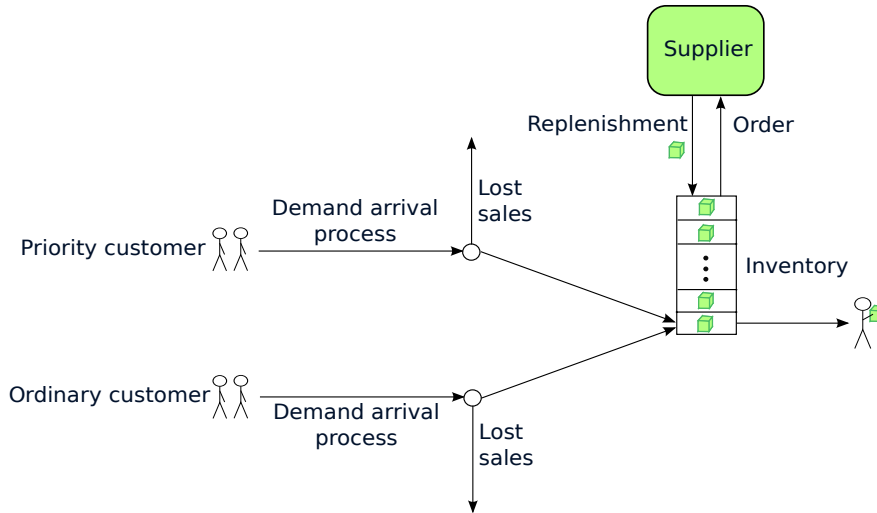 Supplier
Replenishment
Order
Lost
sales
Demand arrival
process
Priority customer
Inventory
Ordinary customer
Demand arrival
process
Lost
sales